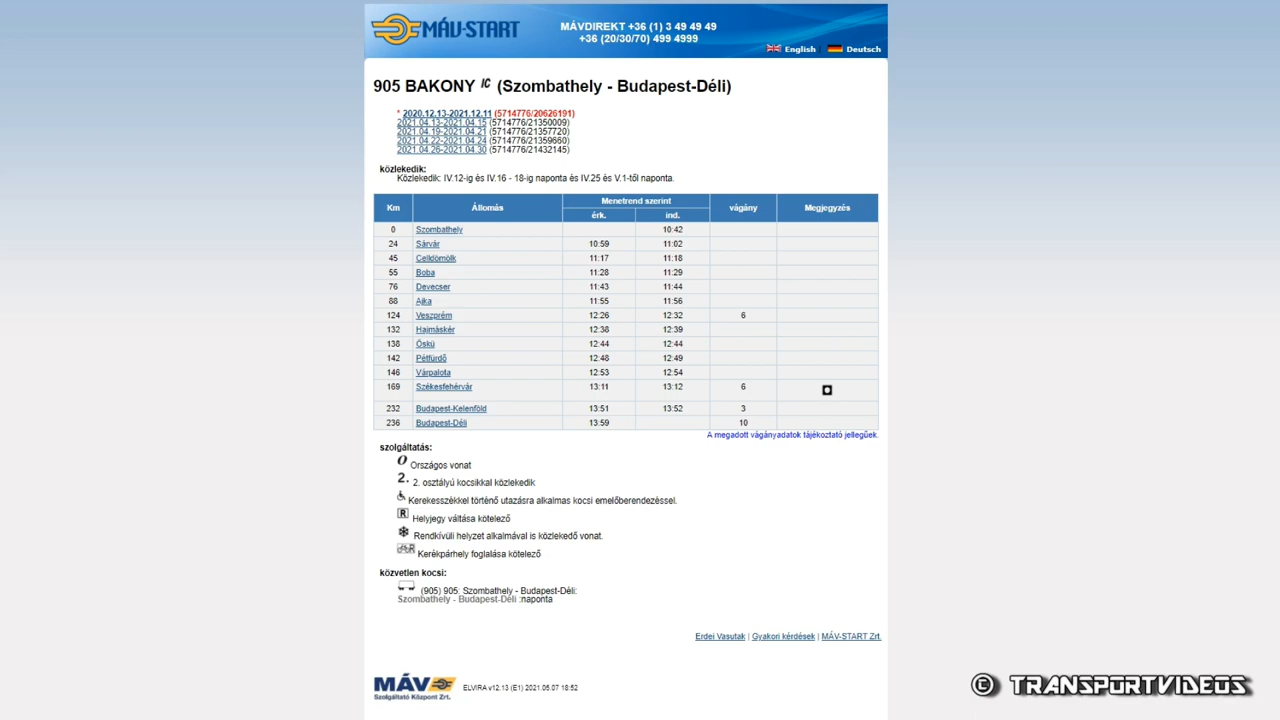 MÁV-START
MÁVDIREKT +36 (1) 3 49 49 49
+36 (20/30/70) 499 4999
English | Deutsch
905 BAKONY IC (Szombathely - Budapest-Déli)
* 2020.12.13-2021.12.11 (5714776/20626191)
2021.04.13-2021.04.15 (5714776/21350009)
2021.04.19-2021.04.21 (5714776/21357720)
2021.04.22-2021.04.24 (5714776/21359660)
2021.04.26-2021.04.30 (5714776/21432145)
közlekedik:
Közlekedik: IV.12-ig és IV.16 - 18-ig naponta és IV.25 és V.1-től naponta.
Km Állomás Menetrend szerint vágány Megjegyzés
érk. ind.
0 Szombathely 10:42
24 Sárvár 10:59 11:02
45 Celldömölk 11:17 11:18
55 Boba 11:28 11:29
76 Devecser 11:43 11:44
88 Ajka 11:55 11:56
124 Veszprém 12:26 12:32 6
132 Hajmáskér 12:38 12:39
138 Öskü 12:44 12:44
142 Pétfürdő 12:48 12:49
146 Várpalota 12:53 12:54
169 Székesfehérvár 13:11 13:12 6
232 Budapest-Kelenföld 13:51 13:52 3
236 Budapest-Déli 13:59 10
A megadott vágányadatok tájékoztató jellegűek.
szolgáltatás:
O Országos vonat
2. 2. osztályú kocsikkal közlekedik
Kerekesszékkel történő utazásra alkalmas kocsi emelőberendezéssel.
R Helyjegy váltása kötelező
Rendkívüli helyzet alkalmával is közlekedő vonat.
R Kerékpárhely foglalása kötelező
közvetlen kocsi:
(905) 905: Szombathely - Budapest-Déli:
Szombathely - Budapest-Déli :naponta
Erdei Vasutak | Gyakori kérdések | MÁV-START Zrt.
MÁV
Szolgáltató Központ Zrt.
ELVIRA v12.13 (E1) 2021.05.07 18:52
© TRANSPORTVIDEOS